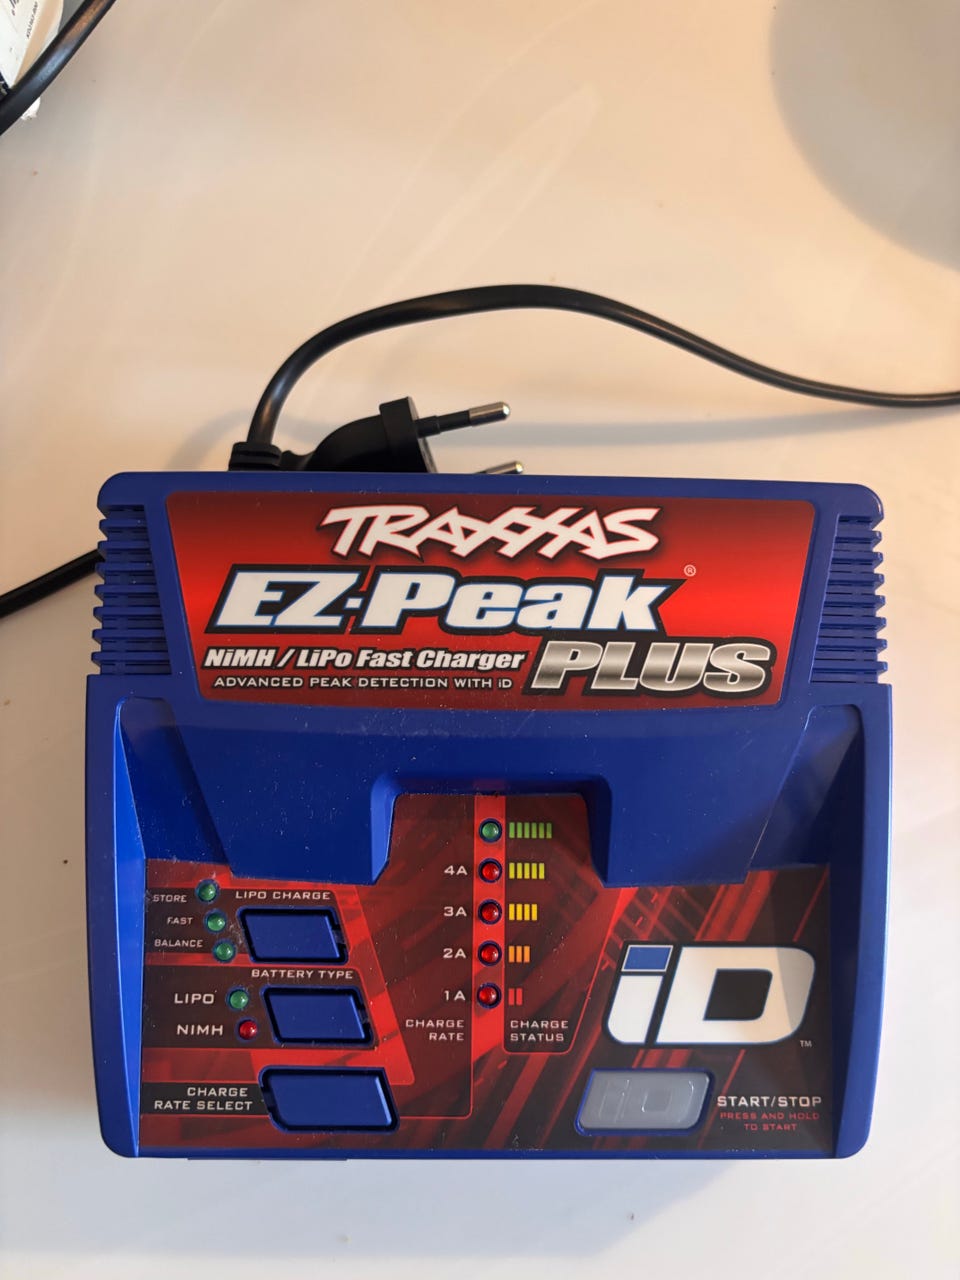 TRAXXAS
EZ-Peak®
NiMH / LiPo Fast Charger PLUS
ADVANCED PEAK DETECTION WITH iD
4A
3A
2A
1A
CHARGE RATE
CHARGE STATUS
STORE
FAST
BALANCE
LIPO CHARGE
BATTERY TYPE
LIPO
NIMH
CHARGE
RATE SELECT
iD™
iD
START/STOP
PRESS AND HOLD
TO START